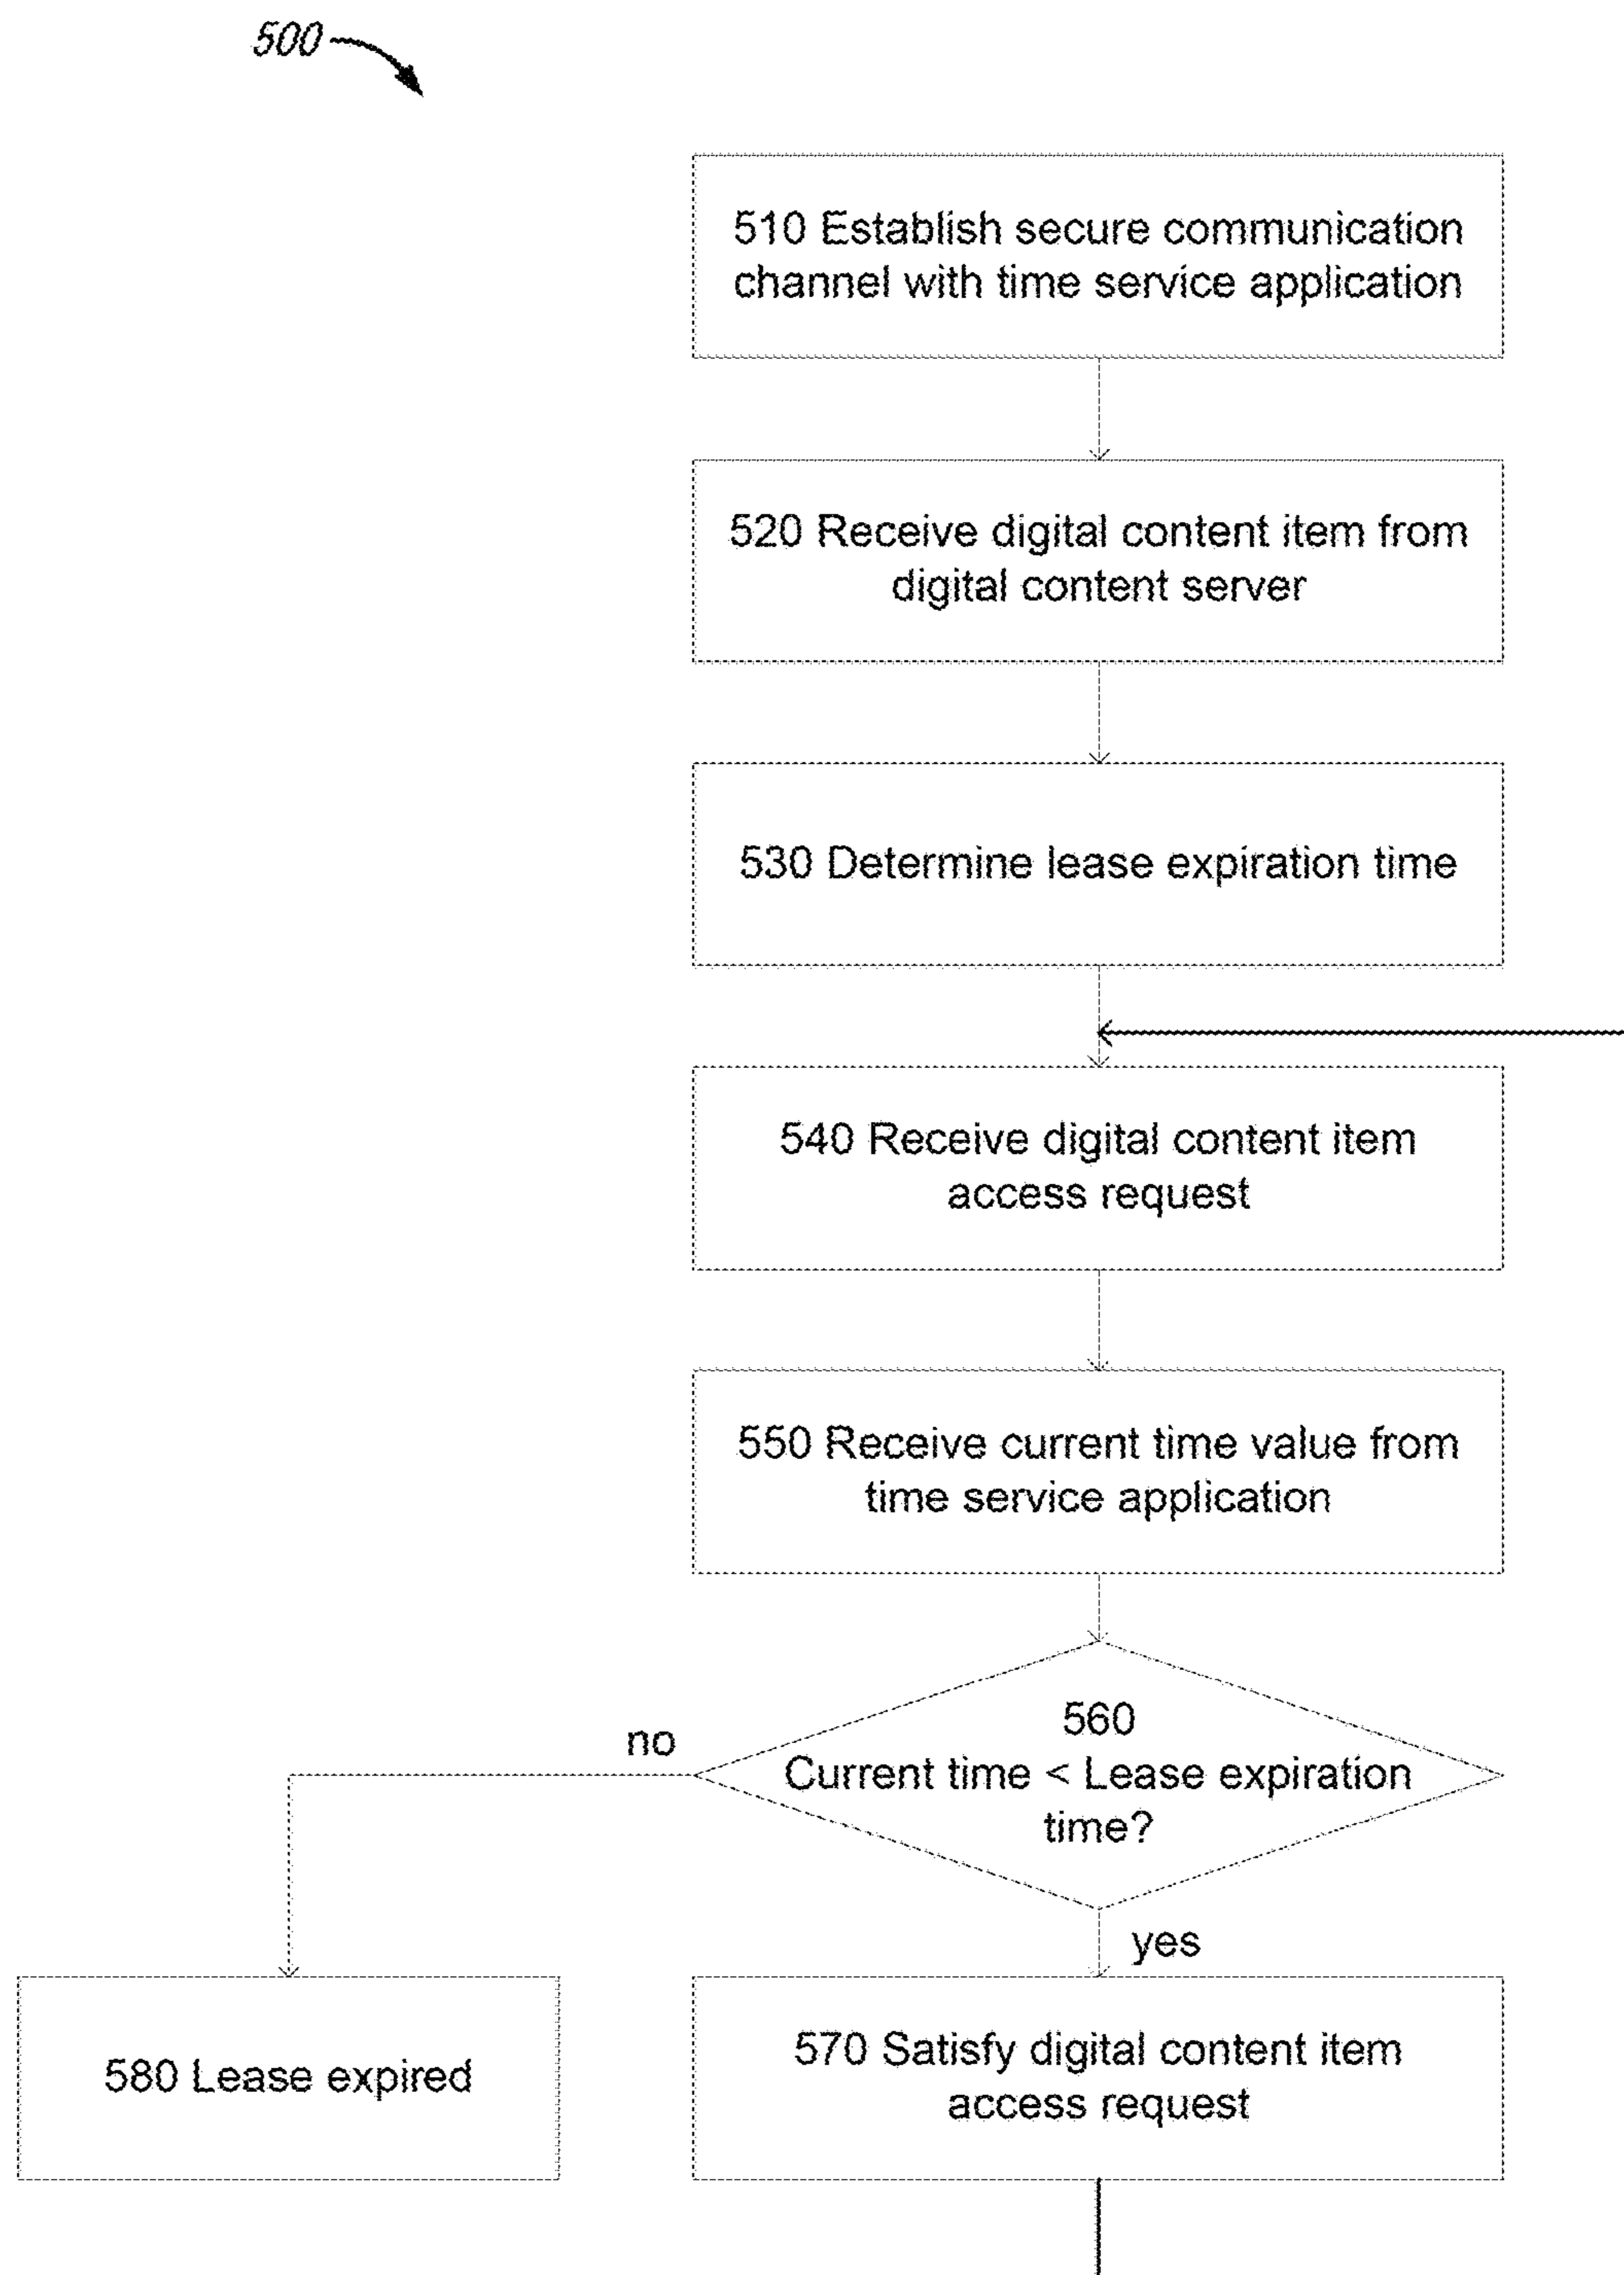 500
510 Establish secure communication
channel with time service application
520 Receive digital content item from
digital content server
530 Determine lease expiration time
540 Receive digital content item
access request
550 Receive current time value from
time service application
560
Current time < Lease expiration
time?
no
yes
580 Lease expired
570 Satisfy digital content item
access request